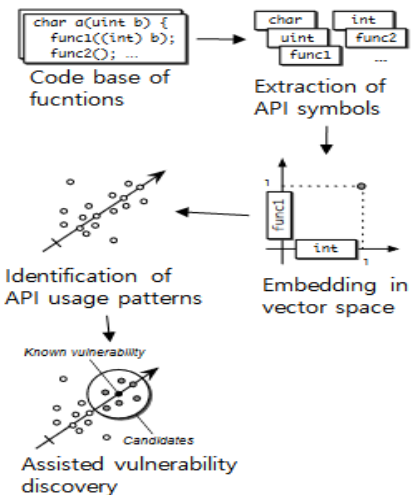 char a(uint b) {
func1((int) b);
func2(); ...
Code base of
fucntions
char
int
uint
func2
func1
...
Extraction of
API symbols
1
func1
int
1
Embedding in
vector space
Identification of
API usage patterns
Known vulnerability
Candidates
Assisted vulnerability
discovery